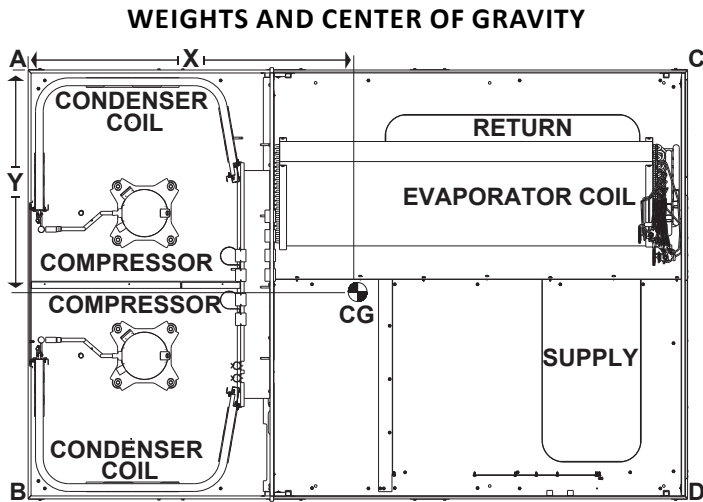 WEIGHTS AND CENTER OF GRAVITY
A
X
C
CONDENSER
COIL
RETURN
Y
EVAPORATOR COIL
COMPRESSOR
COMPRESSOR
CG
SUPPLY
CONDENSER
COIL
B
D